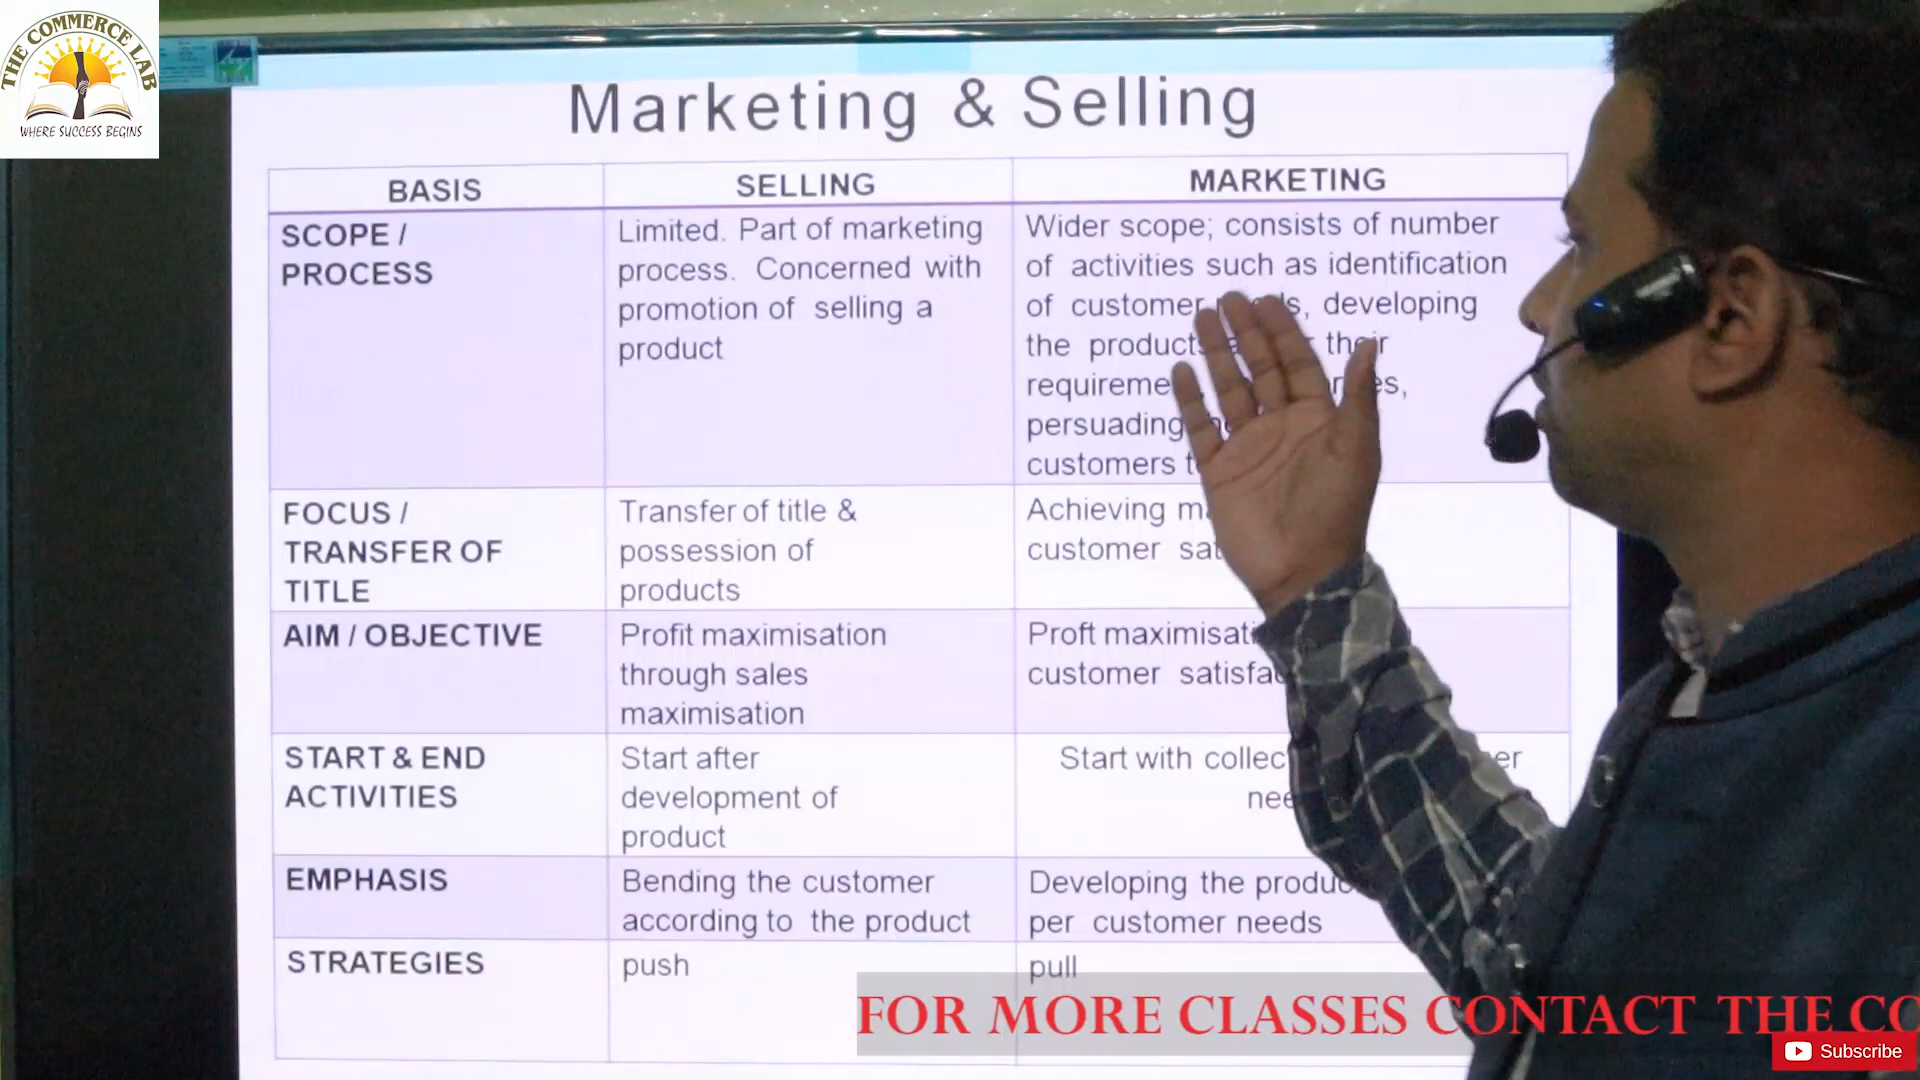 THE COMMERCE LAB
WHERE SUCCESS BEGINS
Marketing & Selling
BASIS
SELLING
MARKETING
SCOPE /
PROCESS
Limited. Part of marketing
process. Concerned with
promotion of selling a
product
Wider scope; consists of number
of activities such as identification
of customer, developing
the product their
persuading
customers
FOCUS /
TRANSFER OF
TITLE
Transfer of title &
possession of
products
Achieving
customer
AIM / OBJECTIVE
Profit maximisation
through sales
maximisation
Proft
customer
START & END
ACTIVITIES
Start after
development of
product
Start with
EMPHASIS
Bending the customer
according to the product
Developing the
per customer needs
STRATEGIES
push
pull
FOR MORE CLASSES CONTACT THE CO
Subscribe